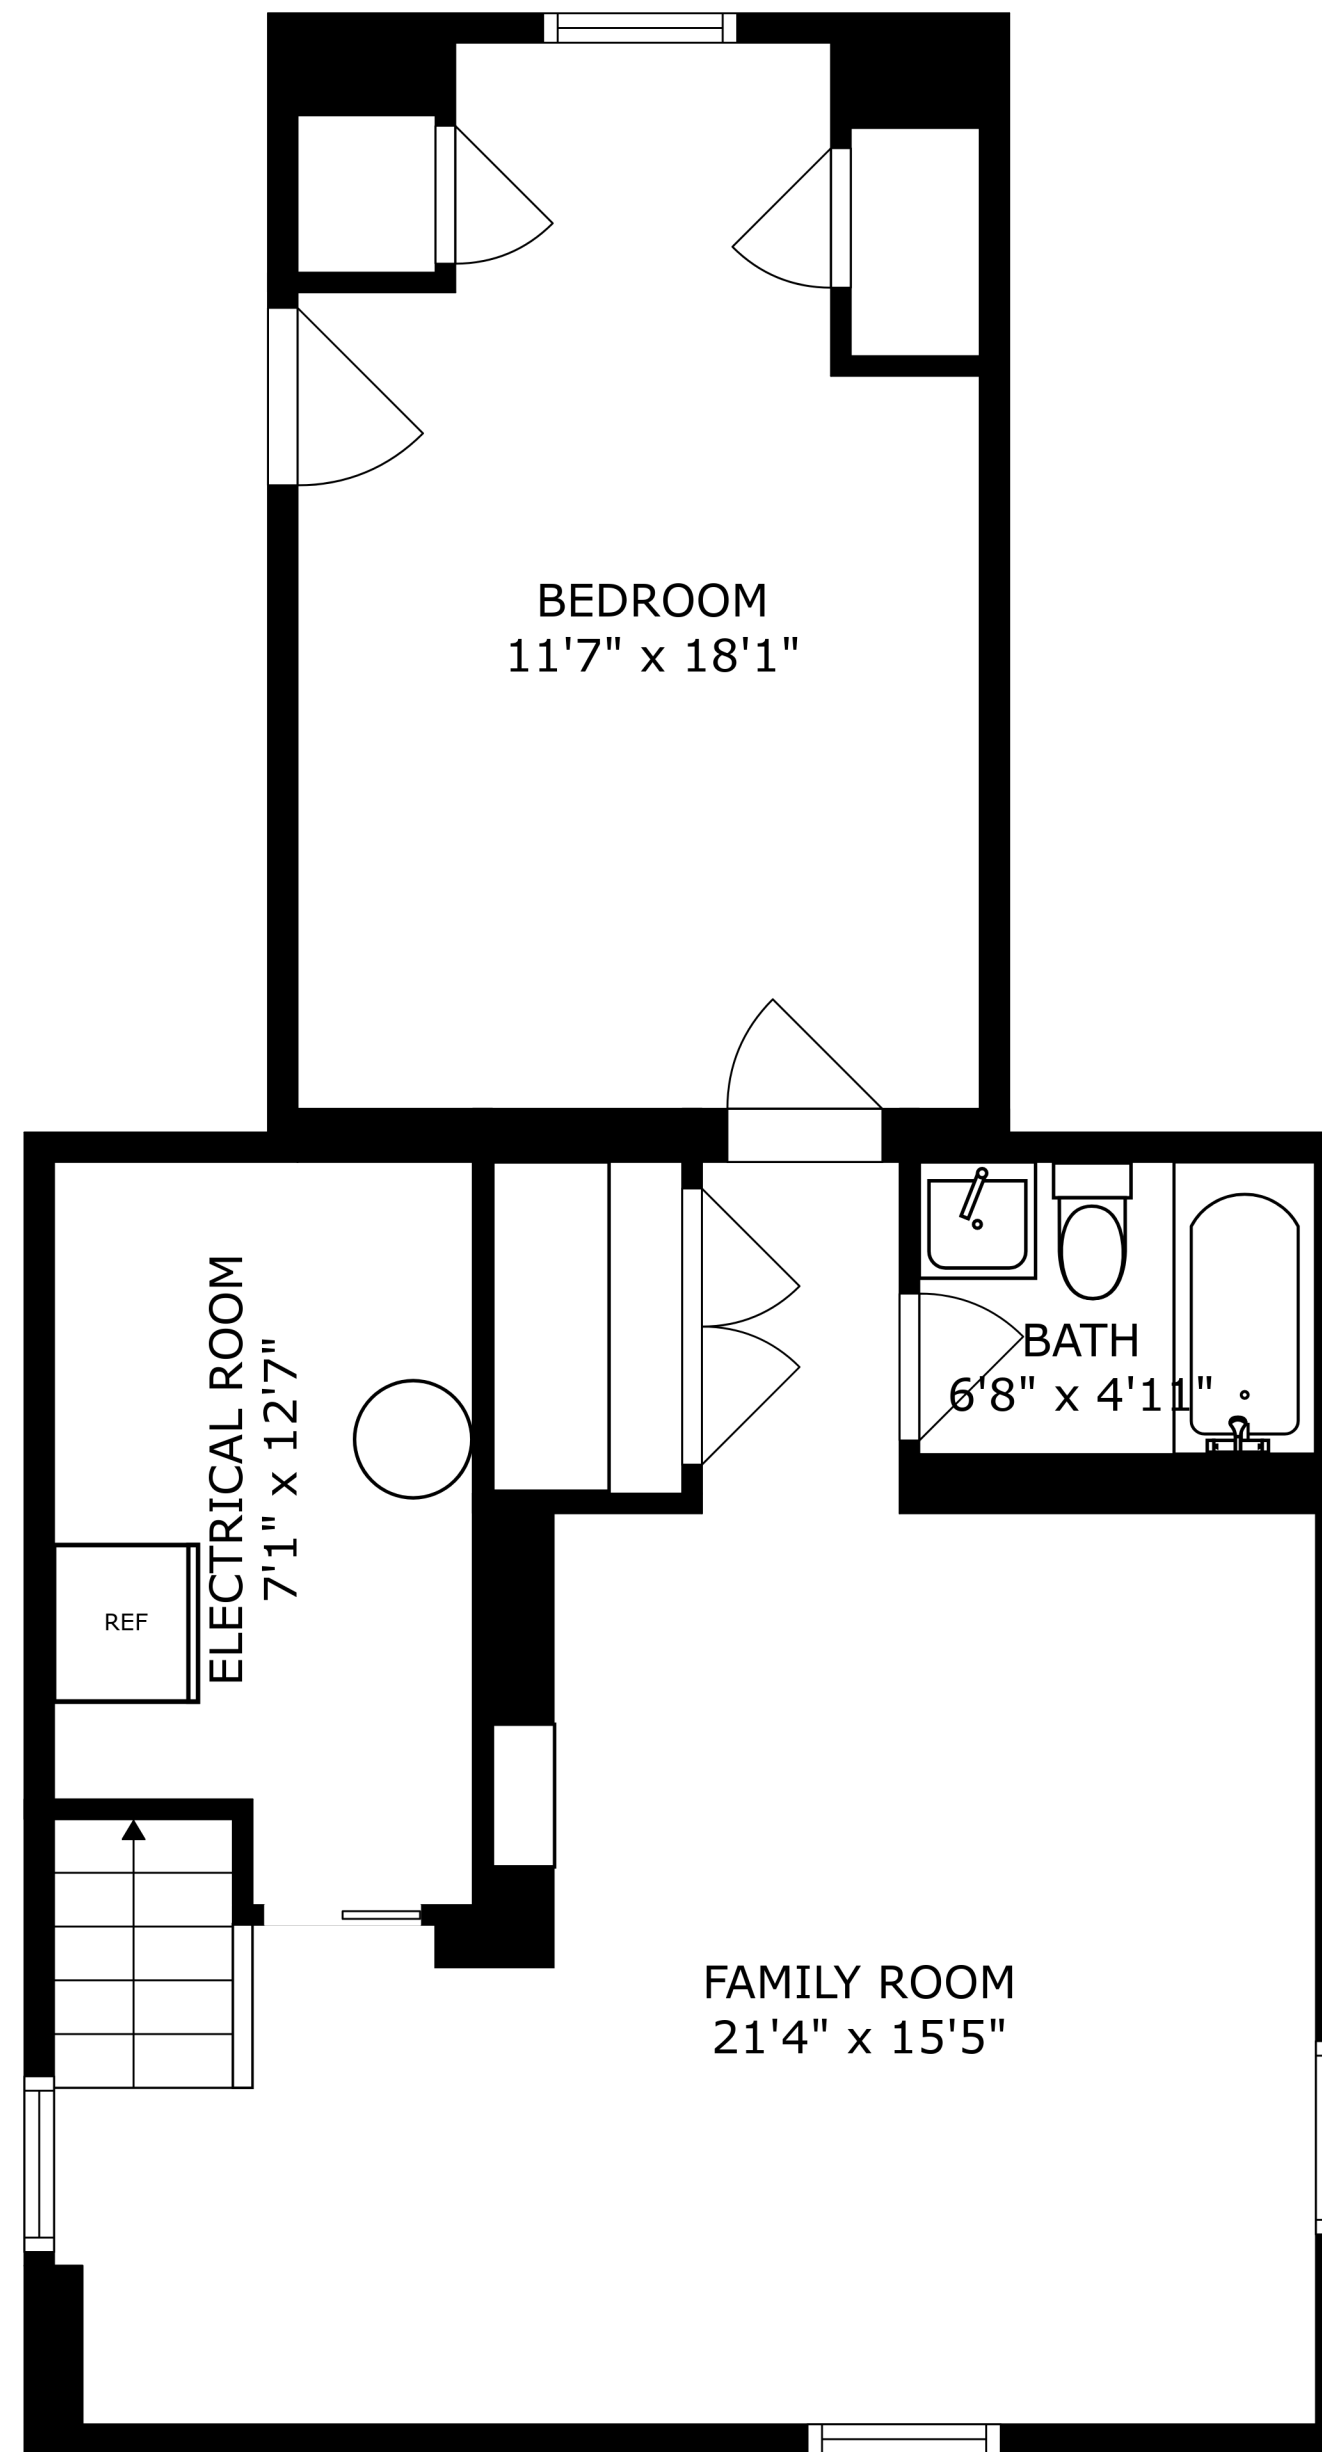 BEDROOM
11'7" x 18'1"
ELECTRICAL ROOM
7'1" x 12'7"
BATH
6'8" x 4'11"
REF
FAMILY ROOM
21'4" x 15'5"